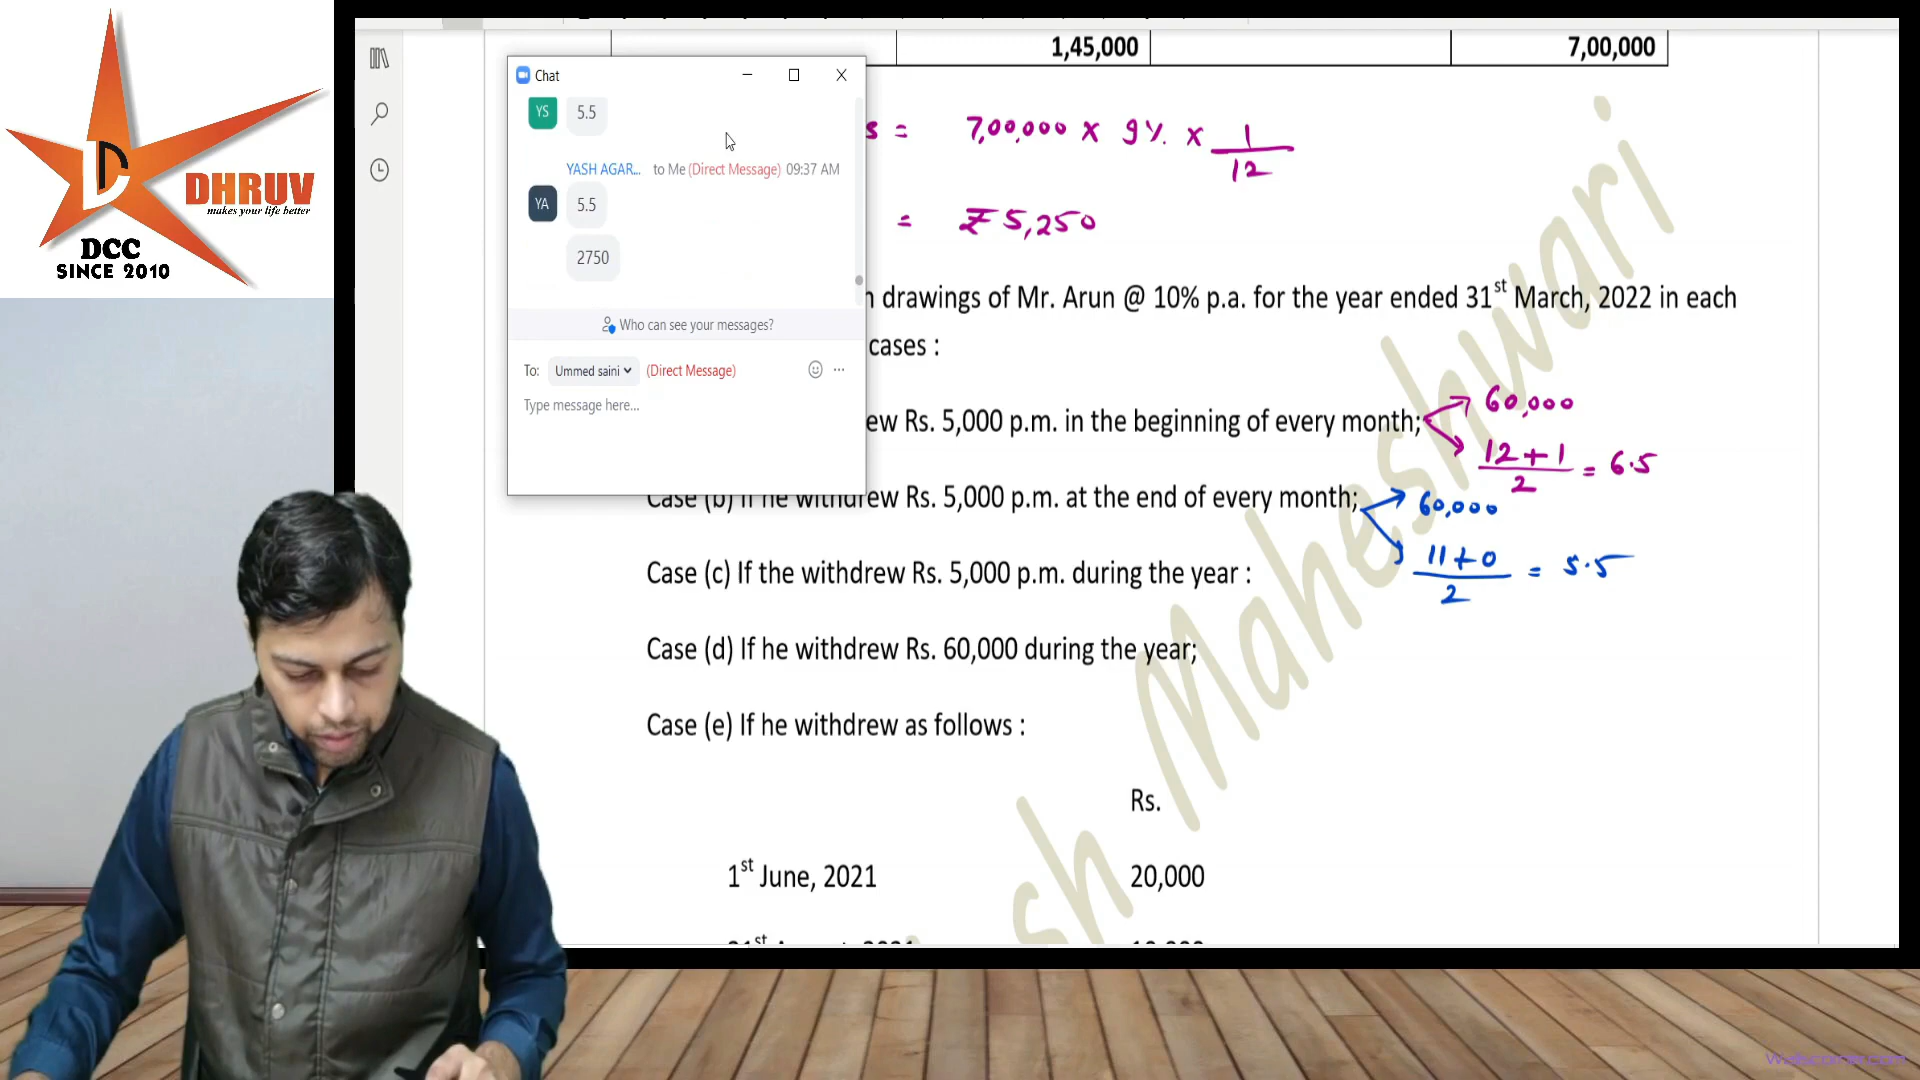 DHRUV
makes your life better
DCC
SINCE 2010
1,45,000 7,00,000
Chat
YS 5.5
YASH AGAR... to Me (Direct Message) 09:37 AM
YA 5.5
2750
Who can see your messages?
To: Ummed saini (Direct Message)
Type message here...
s = 7,00,000 x 9% x 1/12
= ₹ 5,250
drawings of Mr. Arun @ 10% p.a. for the year ended 31st March, 2022 in each
cases :
ew Rs. 5,000 p.m. in the beginning of every month;
60,000
12+1/2 = 6.5
Case (b) If he withdrew Rs. 5,000 p.m. at the end of every month;
60,000
11+0/2 = 5.5
Case (c) If the withdrew Rs. 5,000 p.m. during the year :
Case (d) If he withdrew Rs. 60,000 during the year;
Case (e) If he withdrew as follows :
Rs.
1st June, 2021 20,000
sh Maheshwari